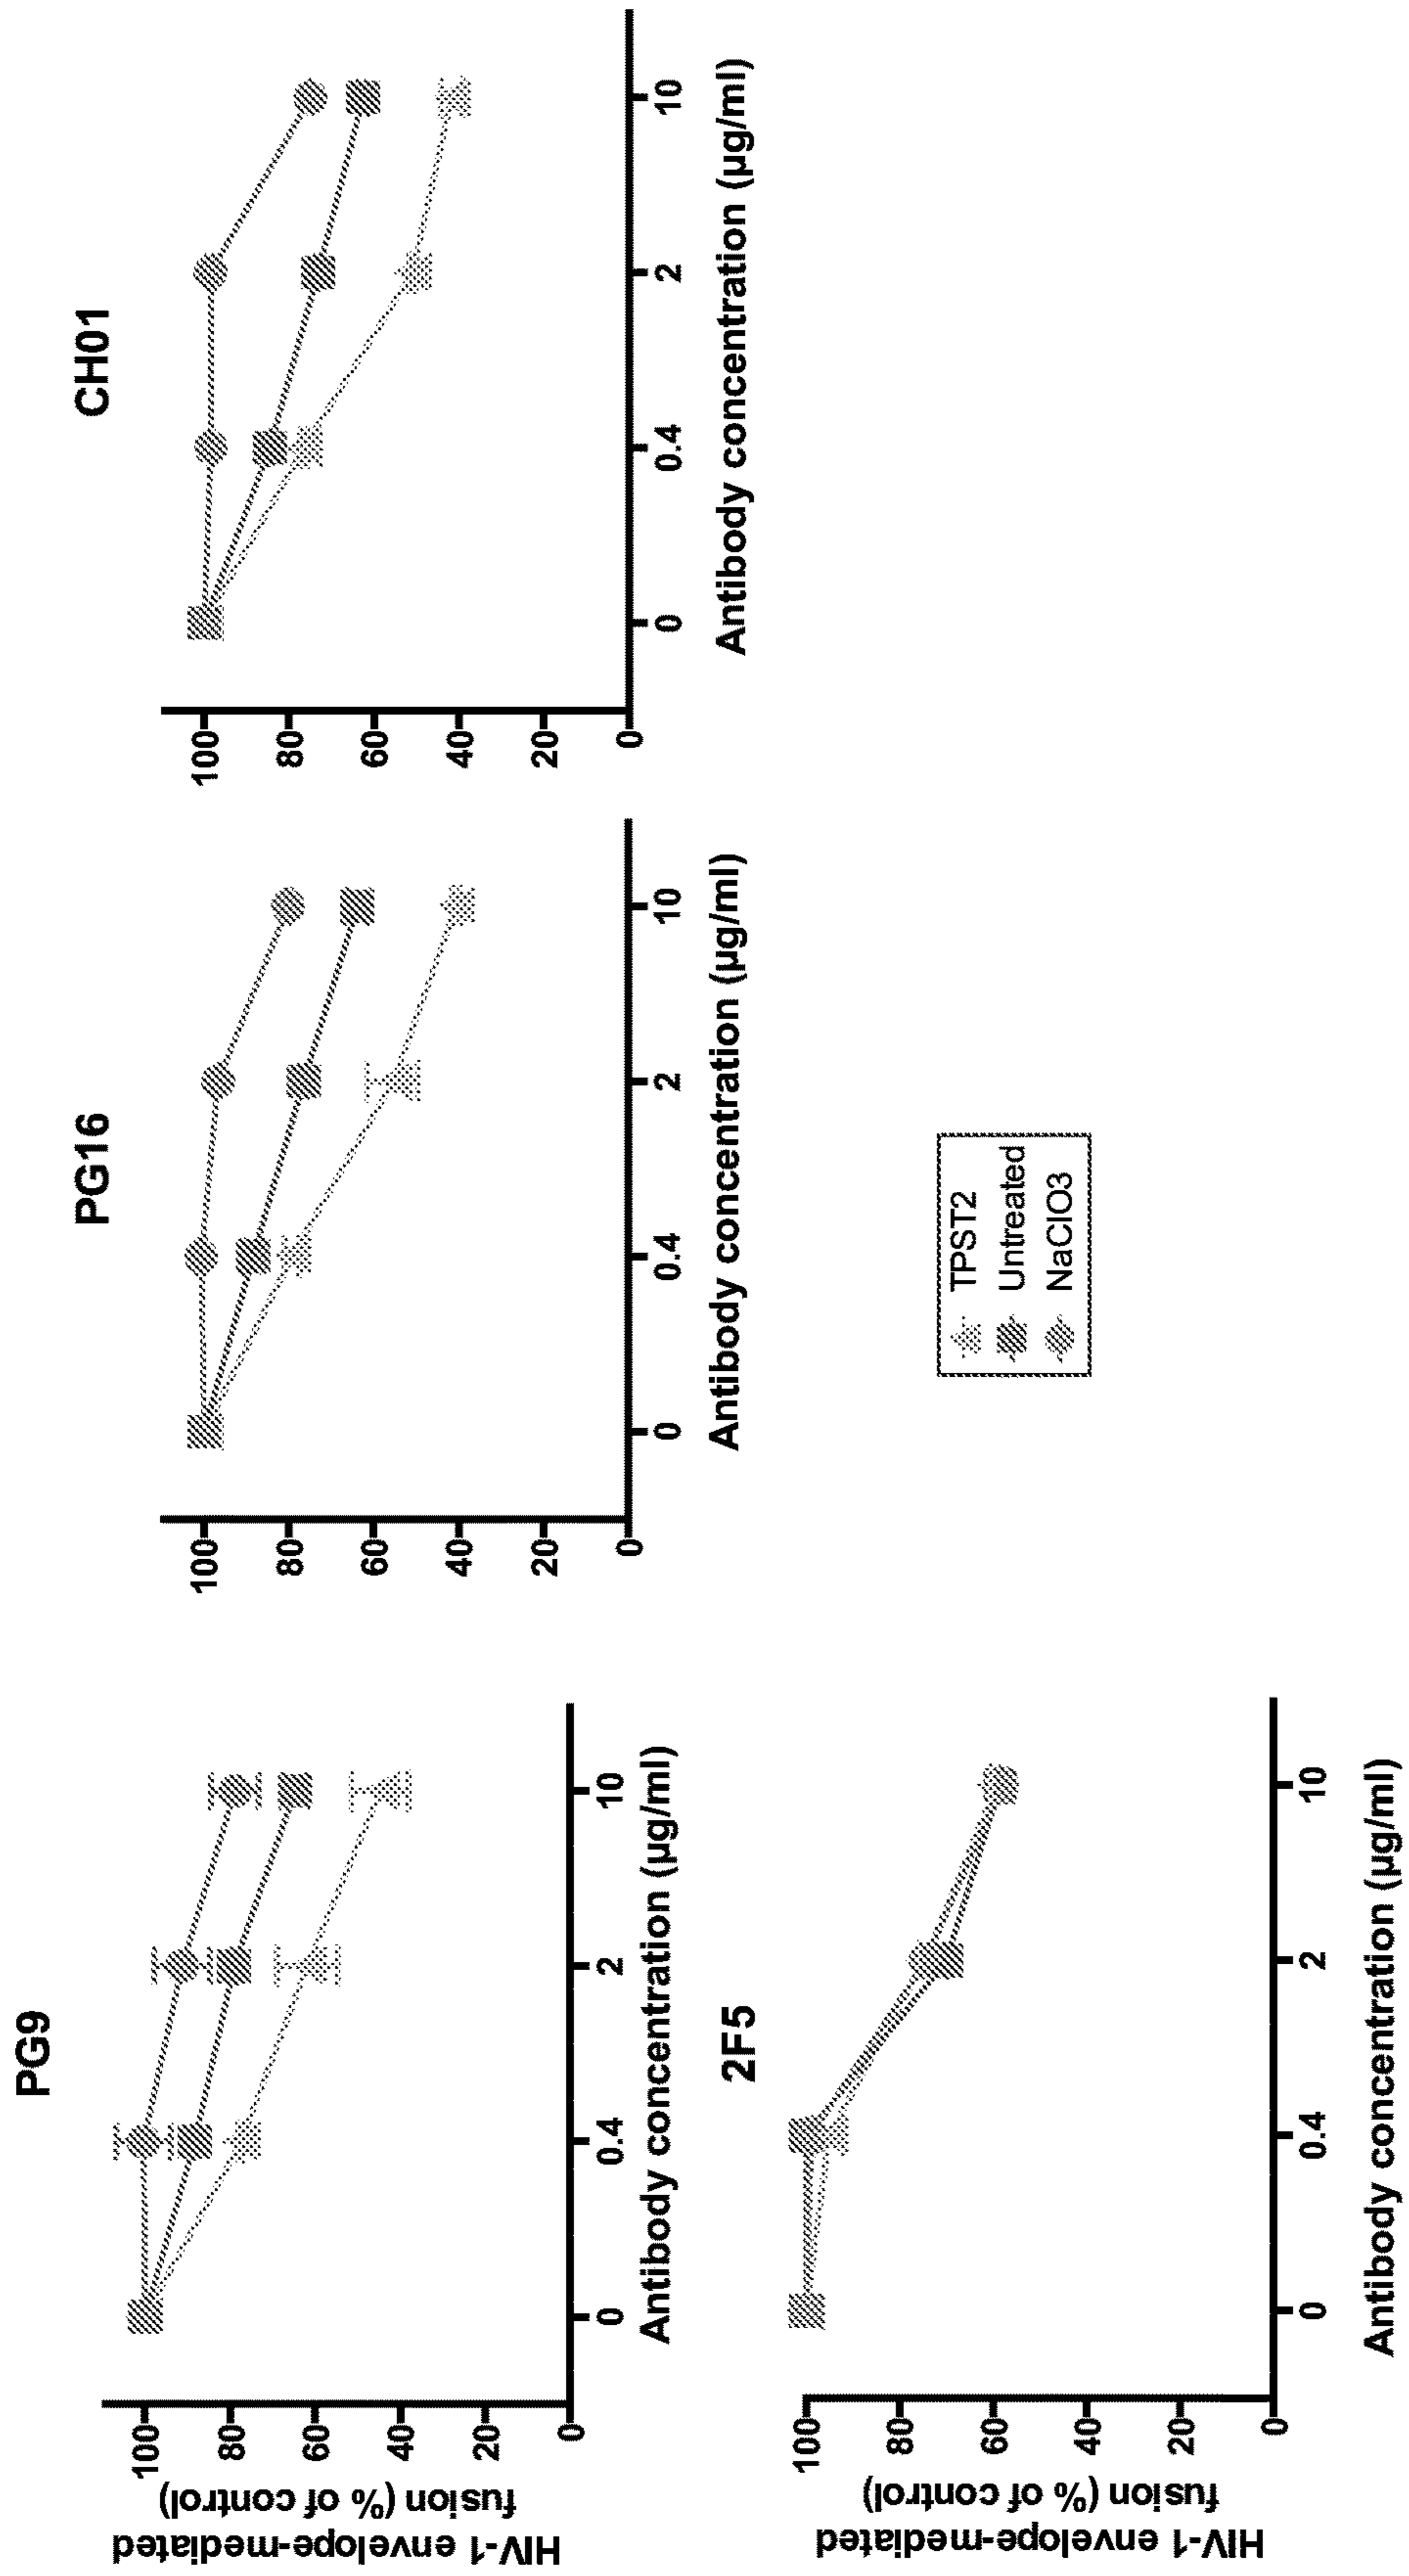 PG9
HIV-1 envelope-mediated
fusion (% of control)
100
80
60
40
20
0
0
0.4
2
10
Antibody concentration (µg/ml)
PG16
100
80
60
40
20
0
0
0.4
2
10
Antibody concentration (µg/ml)
CH01
100
80
60
40
20
0
0
0.4
2
10
Antibody concentration (µg/ml)
2F5
HIV-1 envelope-mediated
fusion (% of control)
100
80
60
40
20
0
0
0.4
2
10
Antibody concentration (µg/ml)
TPST2
Untreated
NaClO3